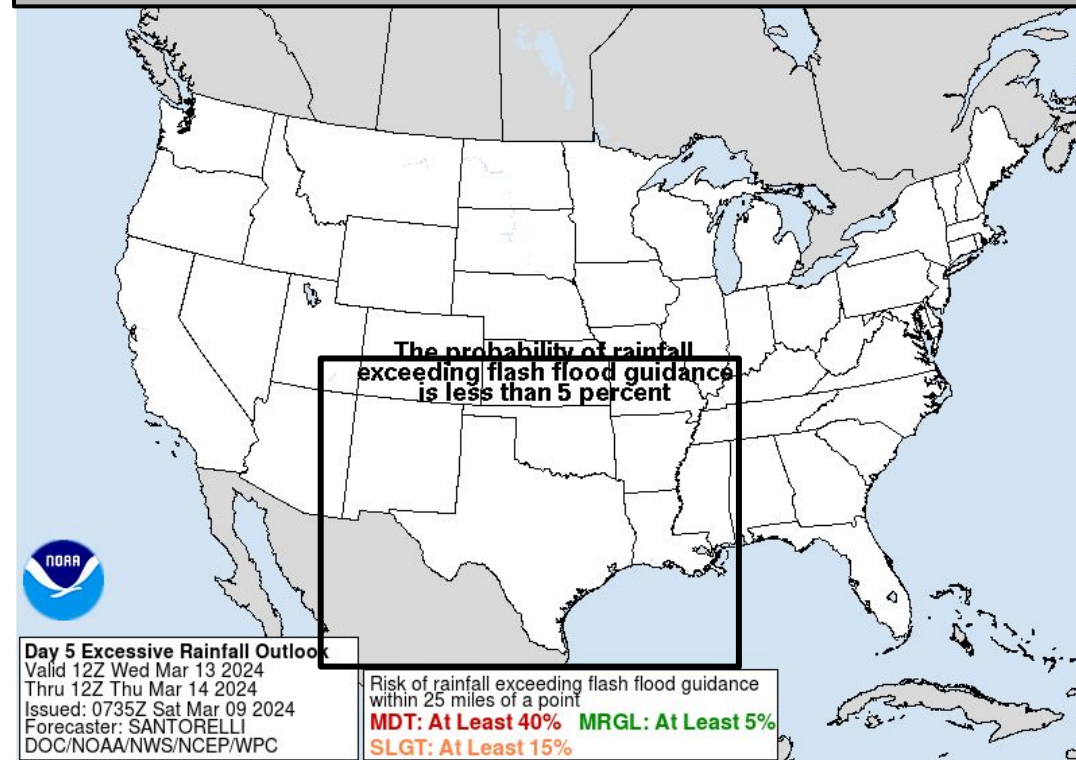 The probability of rainfall
exceeding flash flood guidance
is less than 5 percent
NOAA
Day 5 Excessive Rainfall Outlook
Valid 12Z Wed Mar 13 2024
Thru 12Z Thu Mar 14 2024
Issued: 0735Z Sat Mar 09 2024
Forecaster: SANTORELLI
DOC/NOAA/NWS/NCEP/WPC
Risk of rainfall exceeding flash flood guidance
within 25 miles of a point
MDT: At Least 40% MRGL: At Least 5%
SLGT: At Least 15%